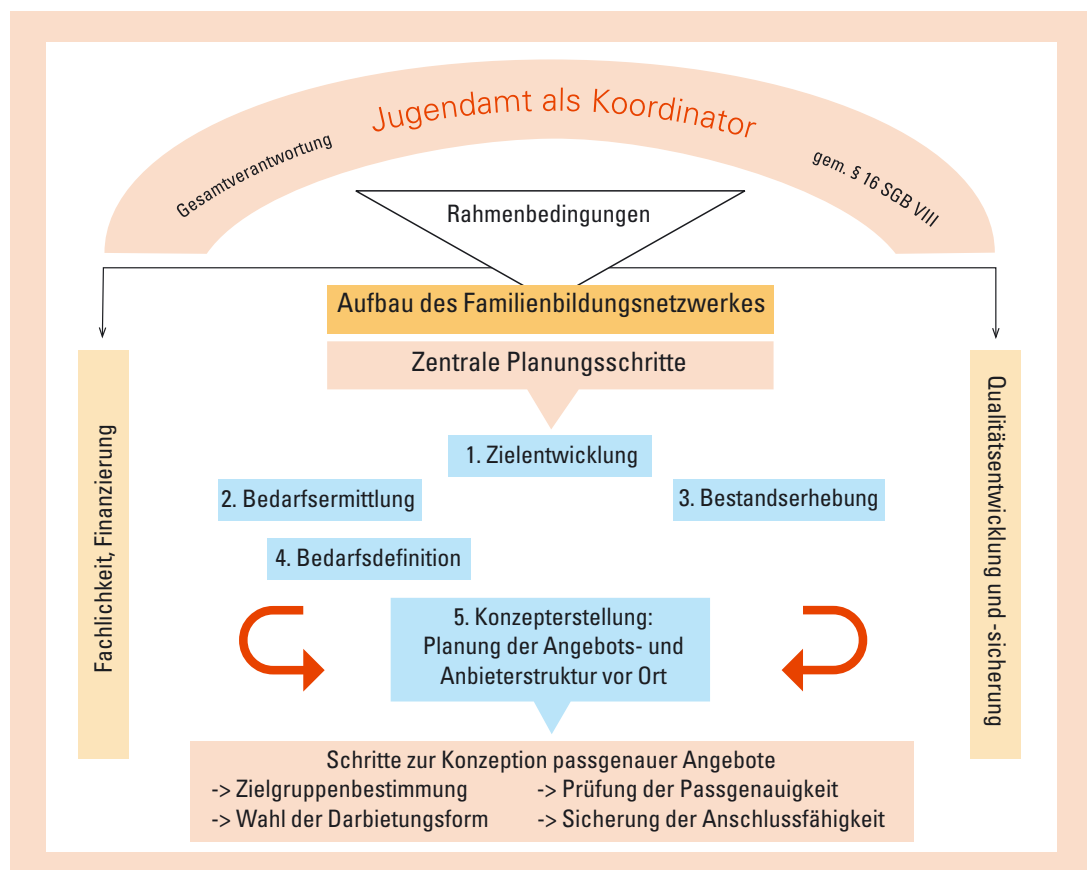 Jugendamt als Koordinator
Gesamtverantwortung
gem. § 16 SGB VIII
Rahmenbedingungen
Aufbau des Familienbildungsnetzwerkes
Zentrale Planungsschritte
Fachlichkeit, Finanzierung
Qualitätsentwicklung und -sicherung
1. Zielentwicklung
2. Bedarfsermittlung
3. Bestandserhebung
4. Bedarfsdefinition
5. Konzepterstellung:
Planung der Angebots- und
Anbieterstruktur vor Ort
Schritte zur Konzeption passgenauer Angebote
-> Zielgruppenbestimmung
-> Prüfung der Passgenauigkeit
-> Wahl der Darbietungsform
-> Sicherung der Anschlussfähigkeit